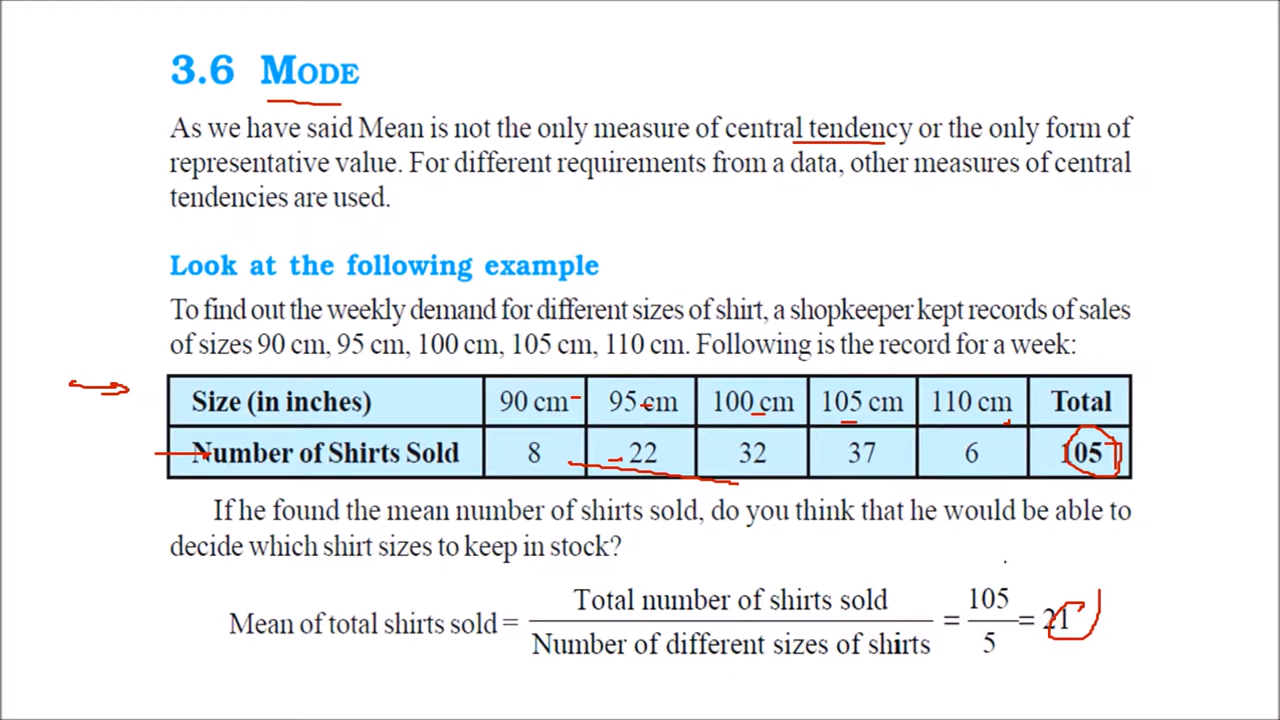 3.6 MODE
As we have said Mean is not the only measure of central tendency or the only form of
representative value. For different requirements from a data, other measures of central
tendencies are used.
Look at the following example
To find out the weekly demand for different sizes of shirt, a shopkeeper kept records of sales
of sizes 90 cm, 95 cm, 100 cm, 105 cm, 110 cm. Following is the record for a week:
Size (in inches) 90 cm 95 cm 100 cm 105 cm 110 cm Total
Number of Shirts Sold 8 22 32 37 6 105
If he found the mean number of shirts sold, do you think that he would be able to
decide which shirt sizes to keep in stock?
Mean of total shirts sold = Total number of shirts sold / Number of different sizes of shirts = 105 / 5 = 21